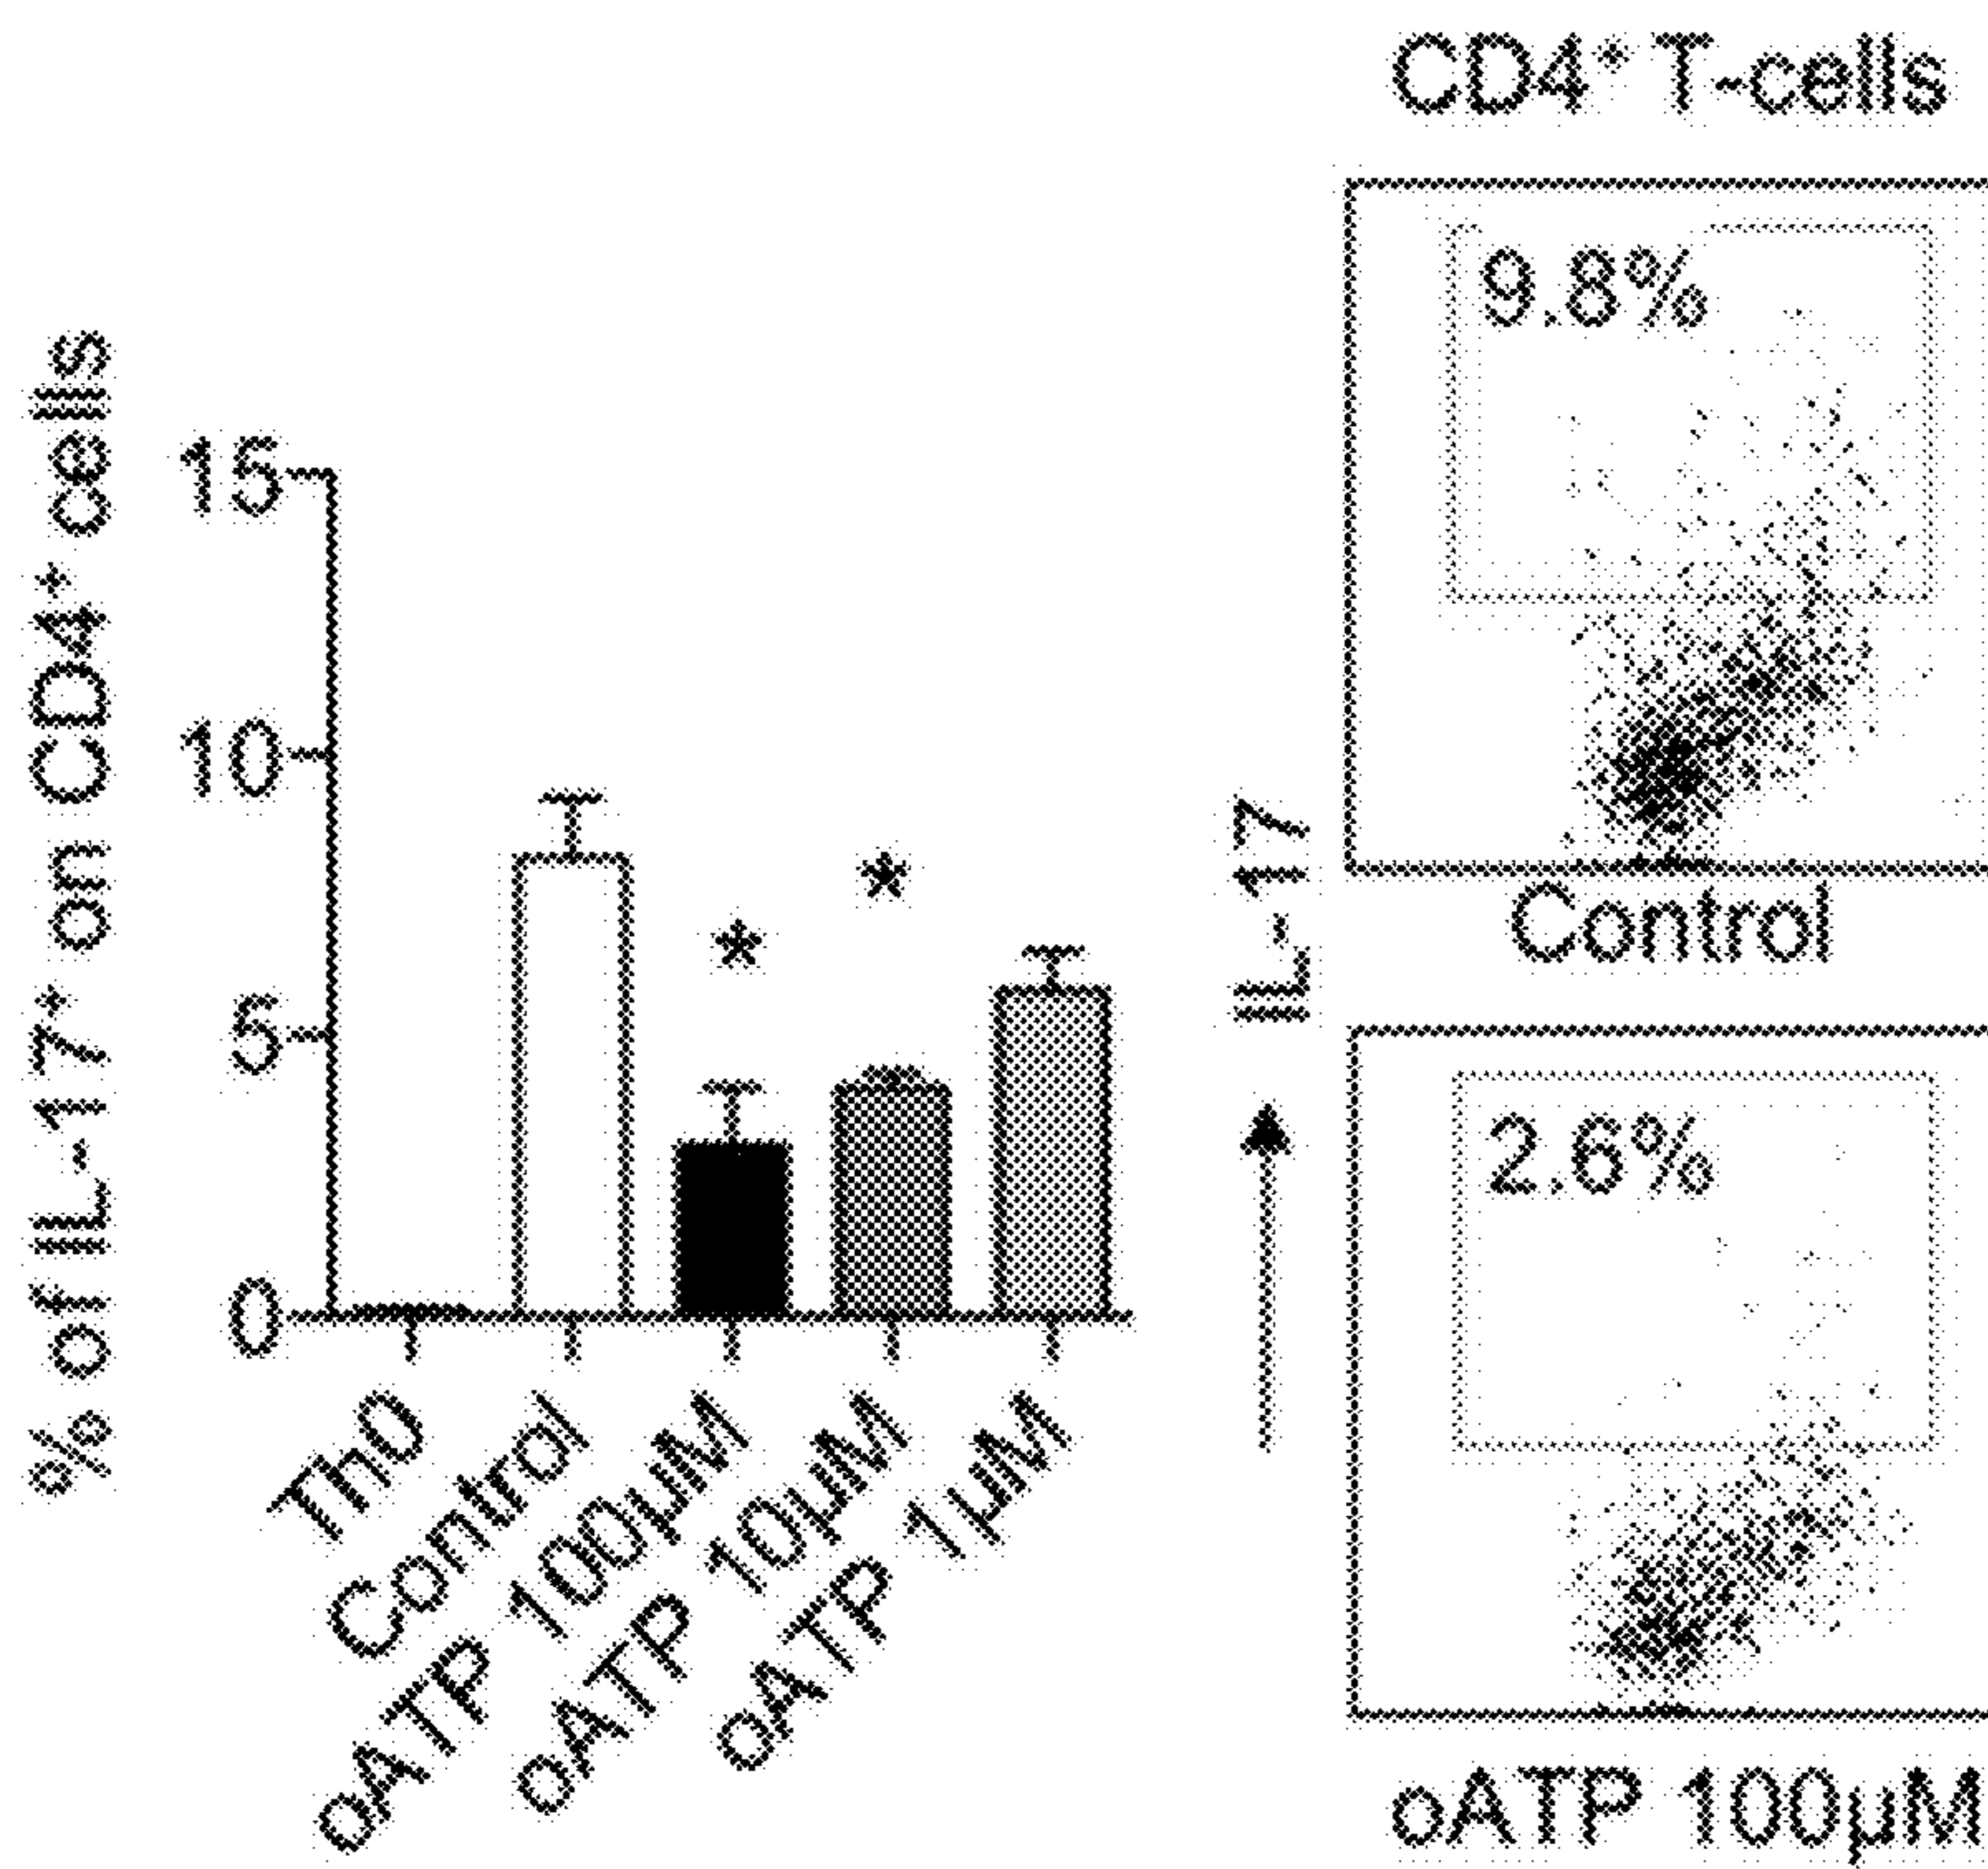 % of IL-17⁺ on CD4⁺ cells
15
10
5
0
Th0
Control
oATP 100µM
oATP 10µM
oATP 1µM
*
*
CD4⁺ T-cells
IL-17
9.8%
Control
2.6%
oATP 100µM